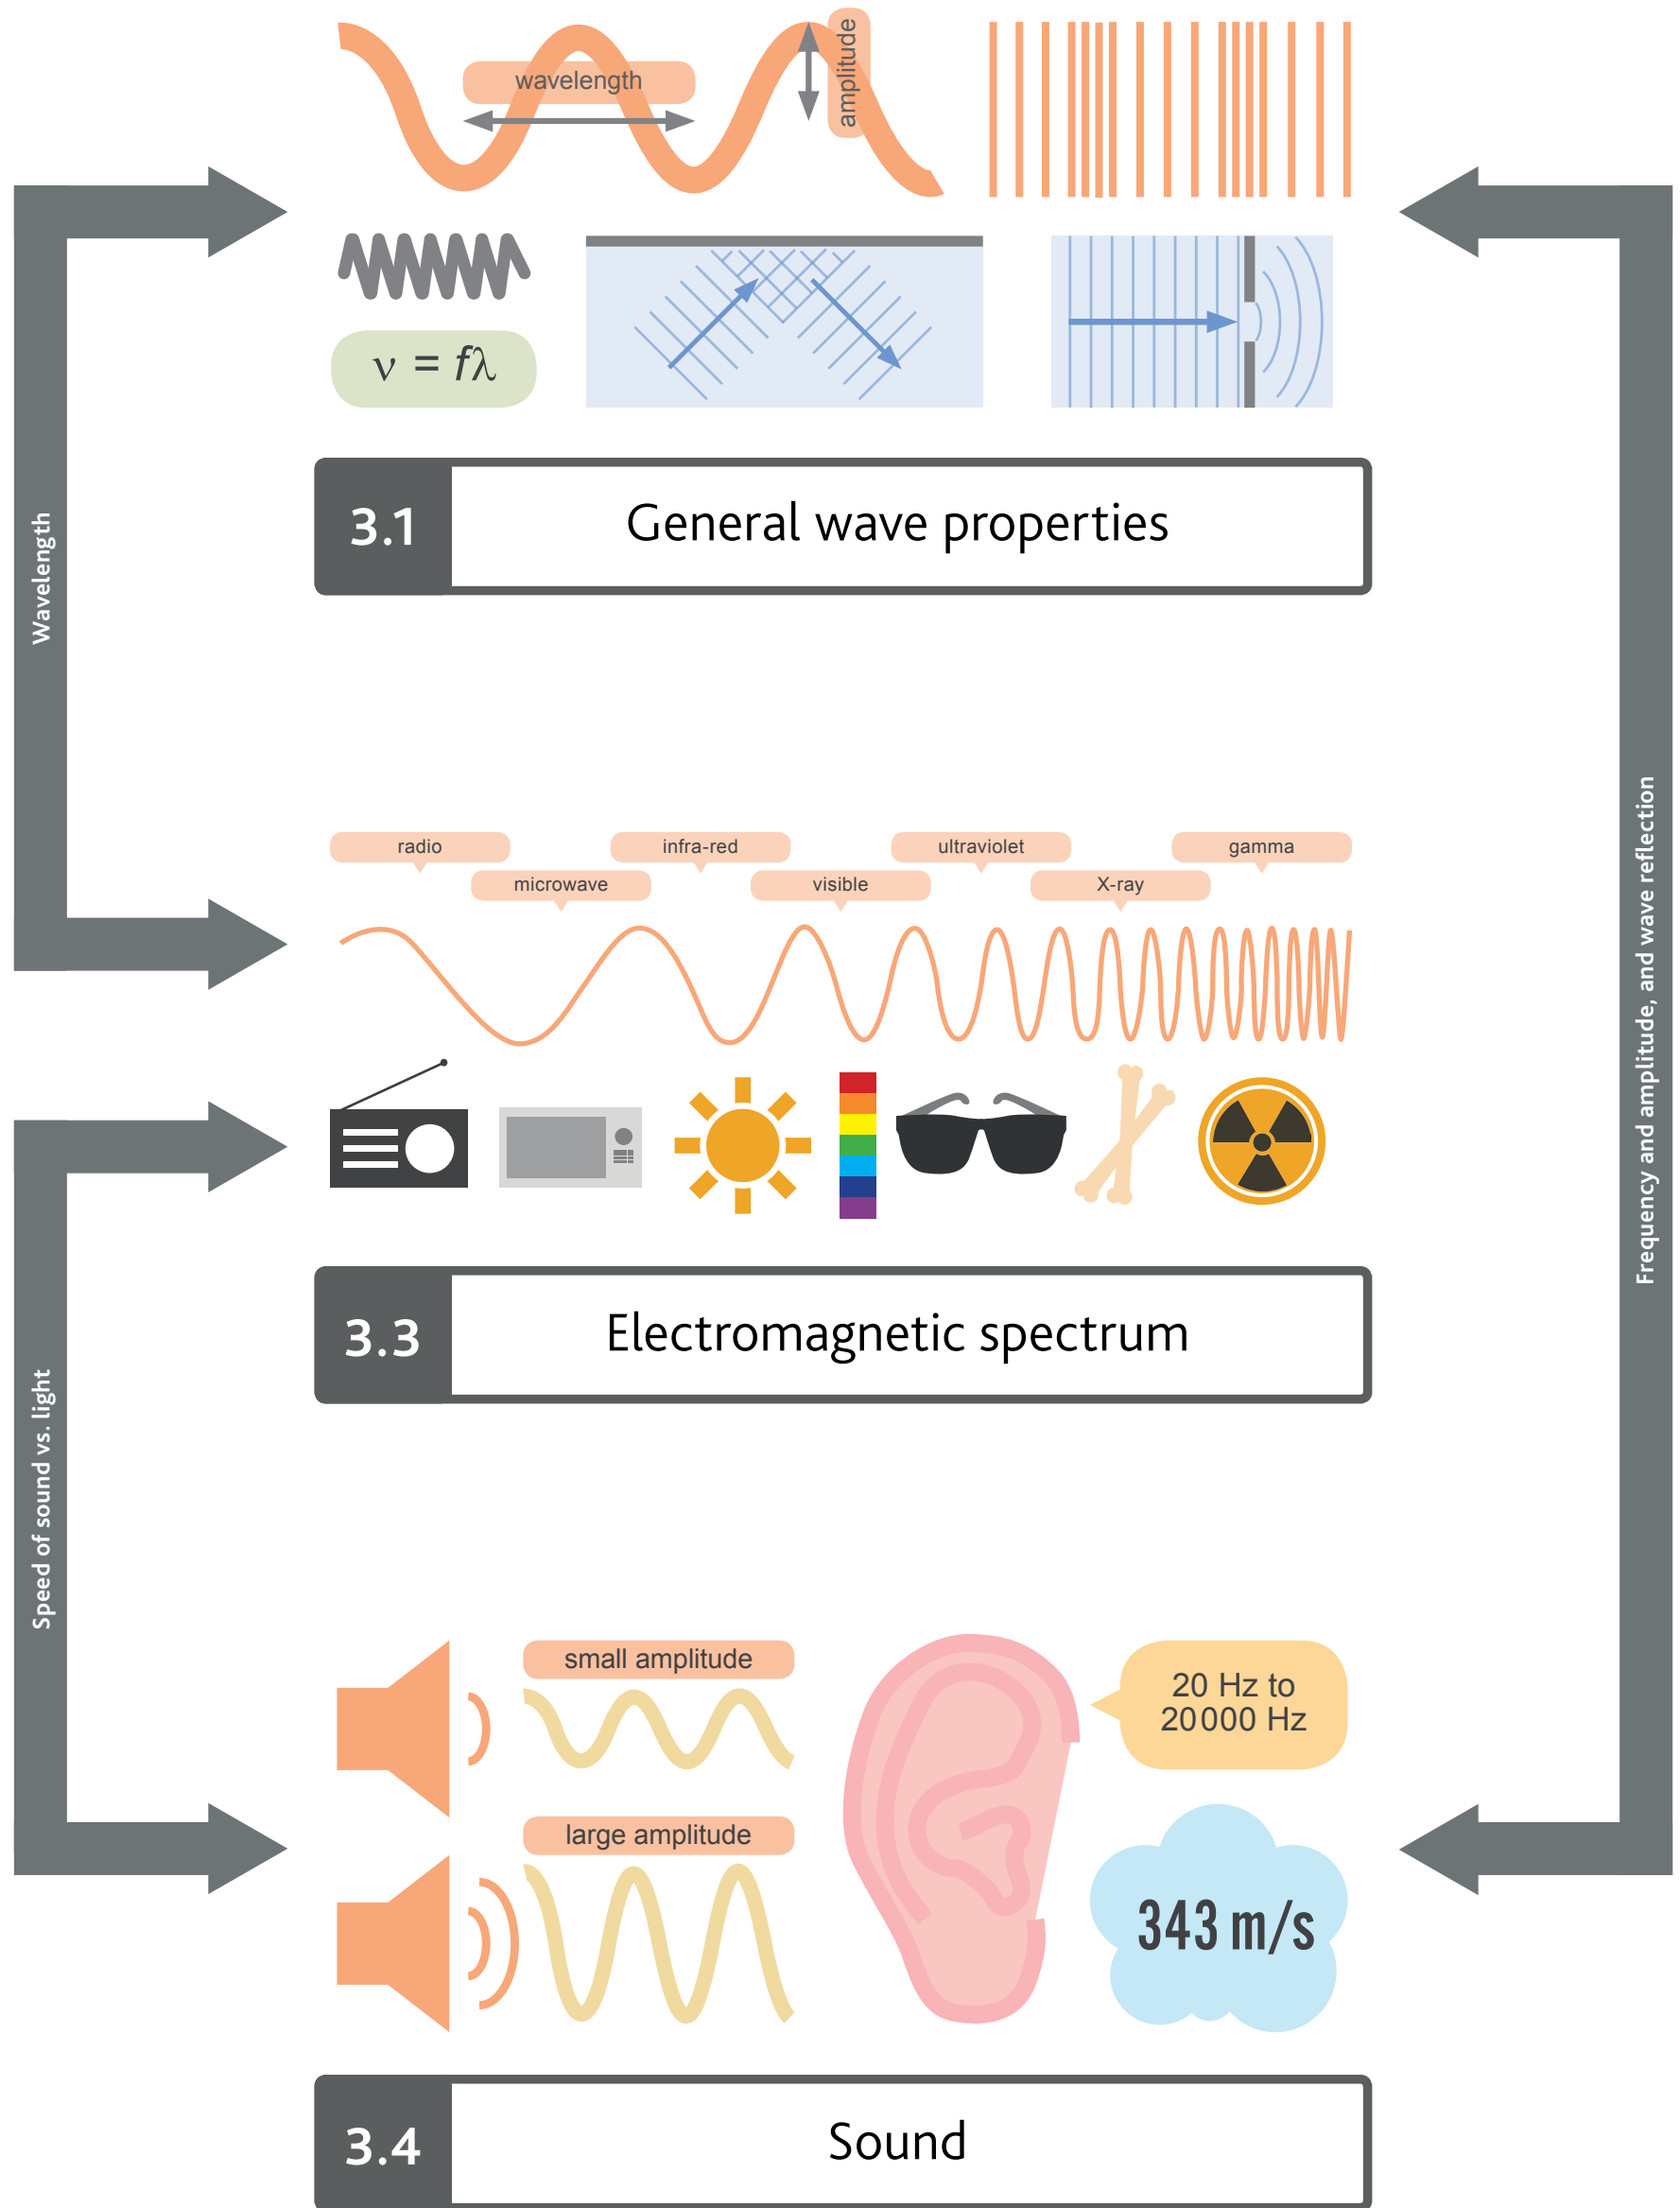 wavelength
amplitude
v = fλ
3.1
General wave properties
Wavelength
radio
infra-red
ultraviolet
gamma
microwave
visible
X-ray
Frequency and amplitude, and wave reflection
3.3
Electromagnetic spectrum
Speed of sound vs. light
small amplitude
20 Hz to
20 000 Hz
large amplitude
343 m/s
3.4
Sound